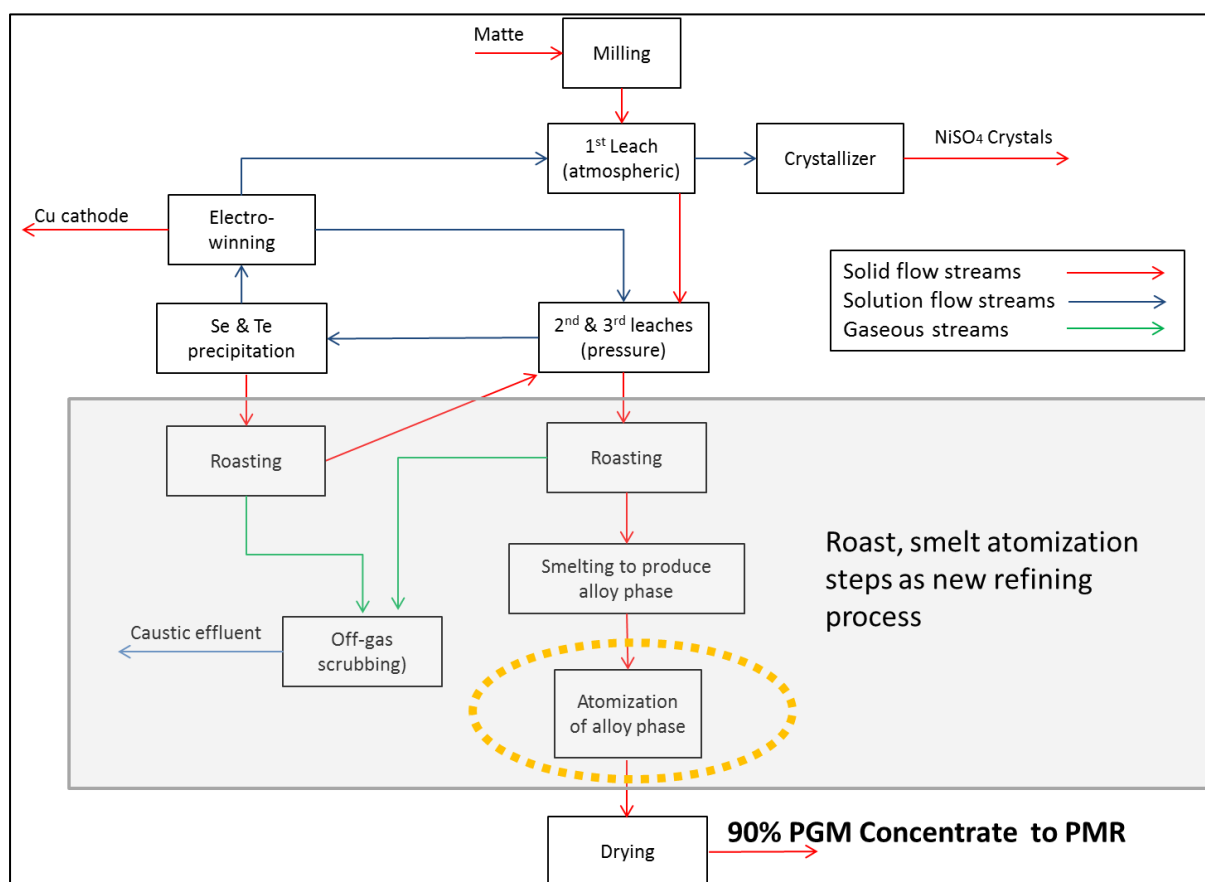 Matte
Milling
1st Leach
(atmospheric)
Crystallizer
NiSO4 Crystals
Cu cathode
Electro-
winning
Solid flow streams
Solution flow streams
Gaseous streams
Se & Te
precipitation
2nd & 3rd leaches
(pressure)
Roasting
Roasting
Smelting to produce
alloy phase
Roast, smelt atomization
steps as new refining
process
Caustic effluent
Off-gas
scrubbing)
Atomization
of alloy phase
Drying
90% PGM Concentrate to PMR